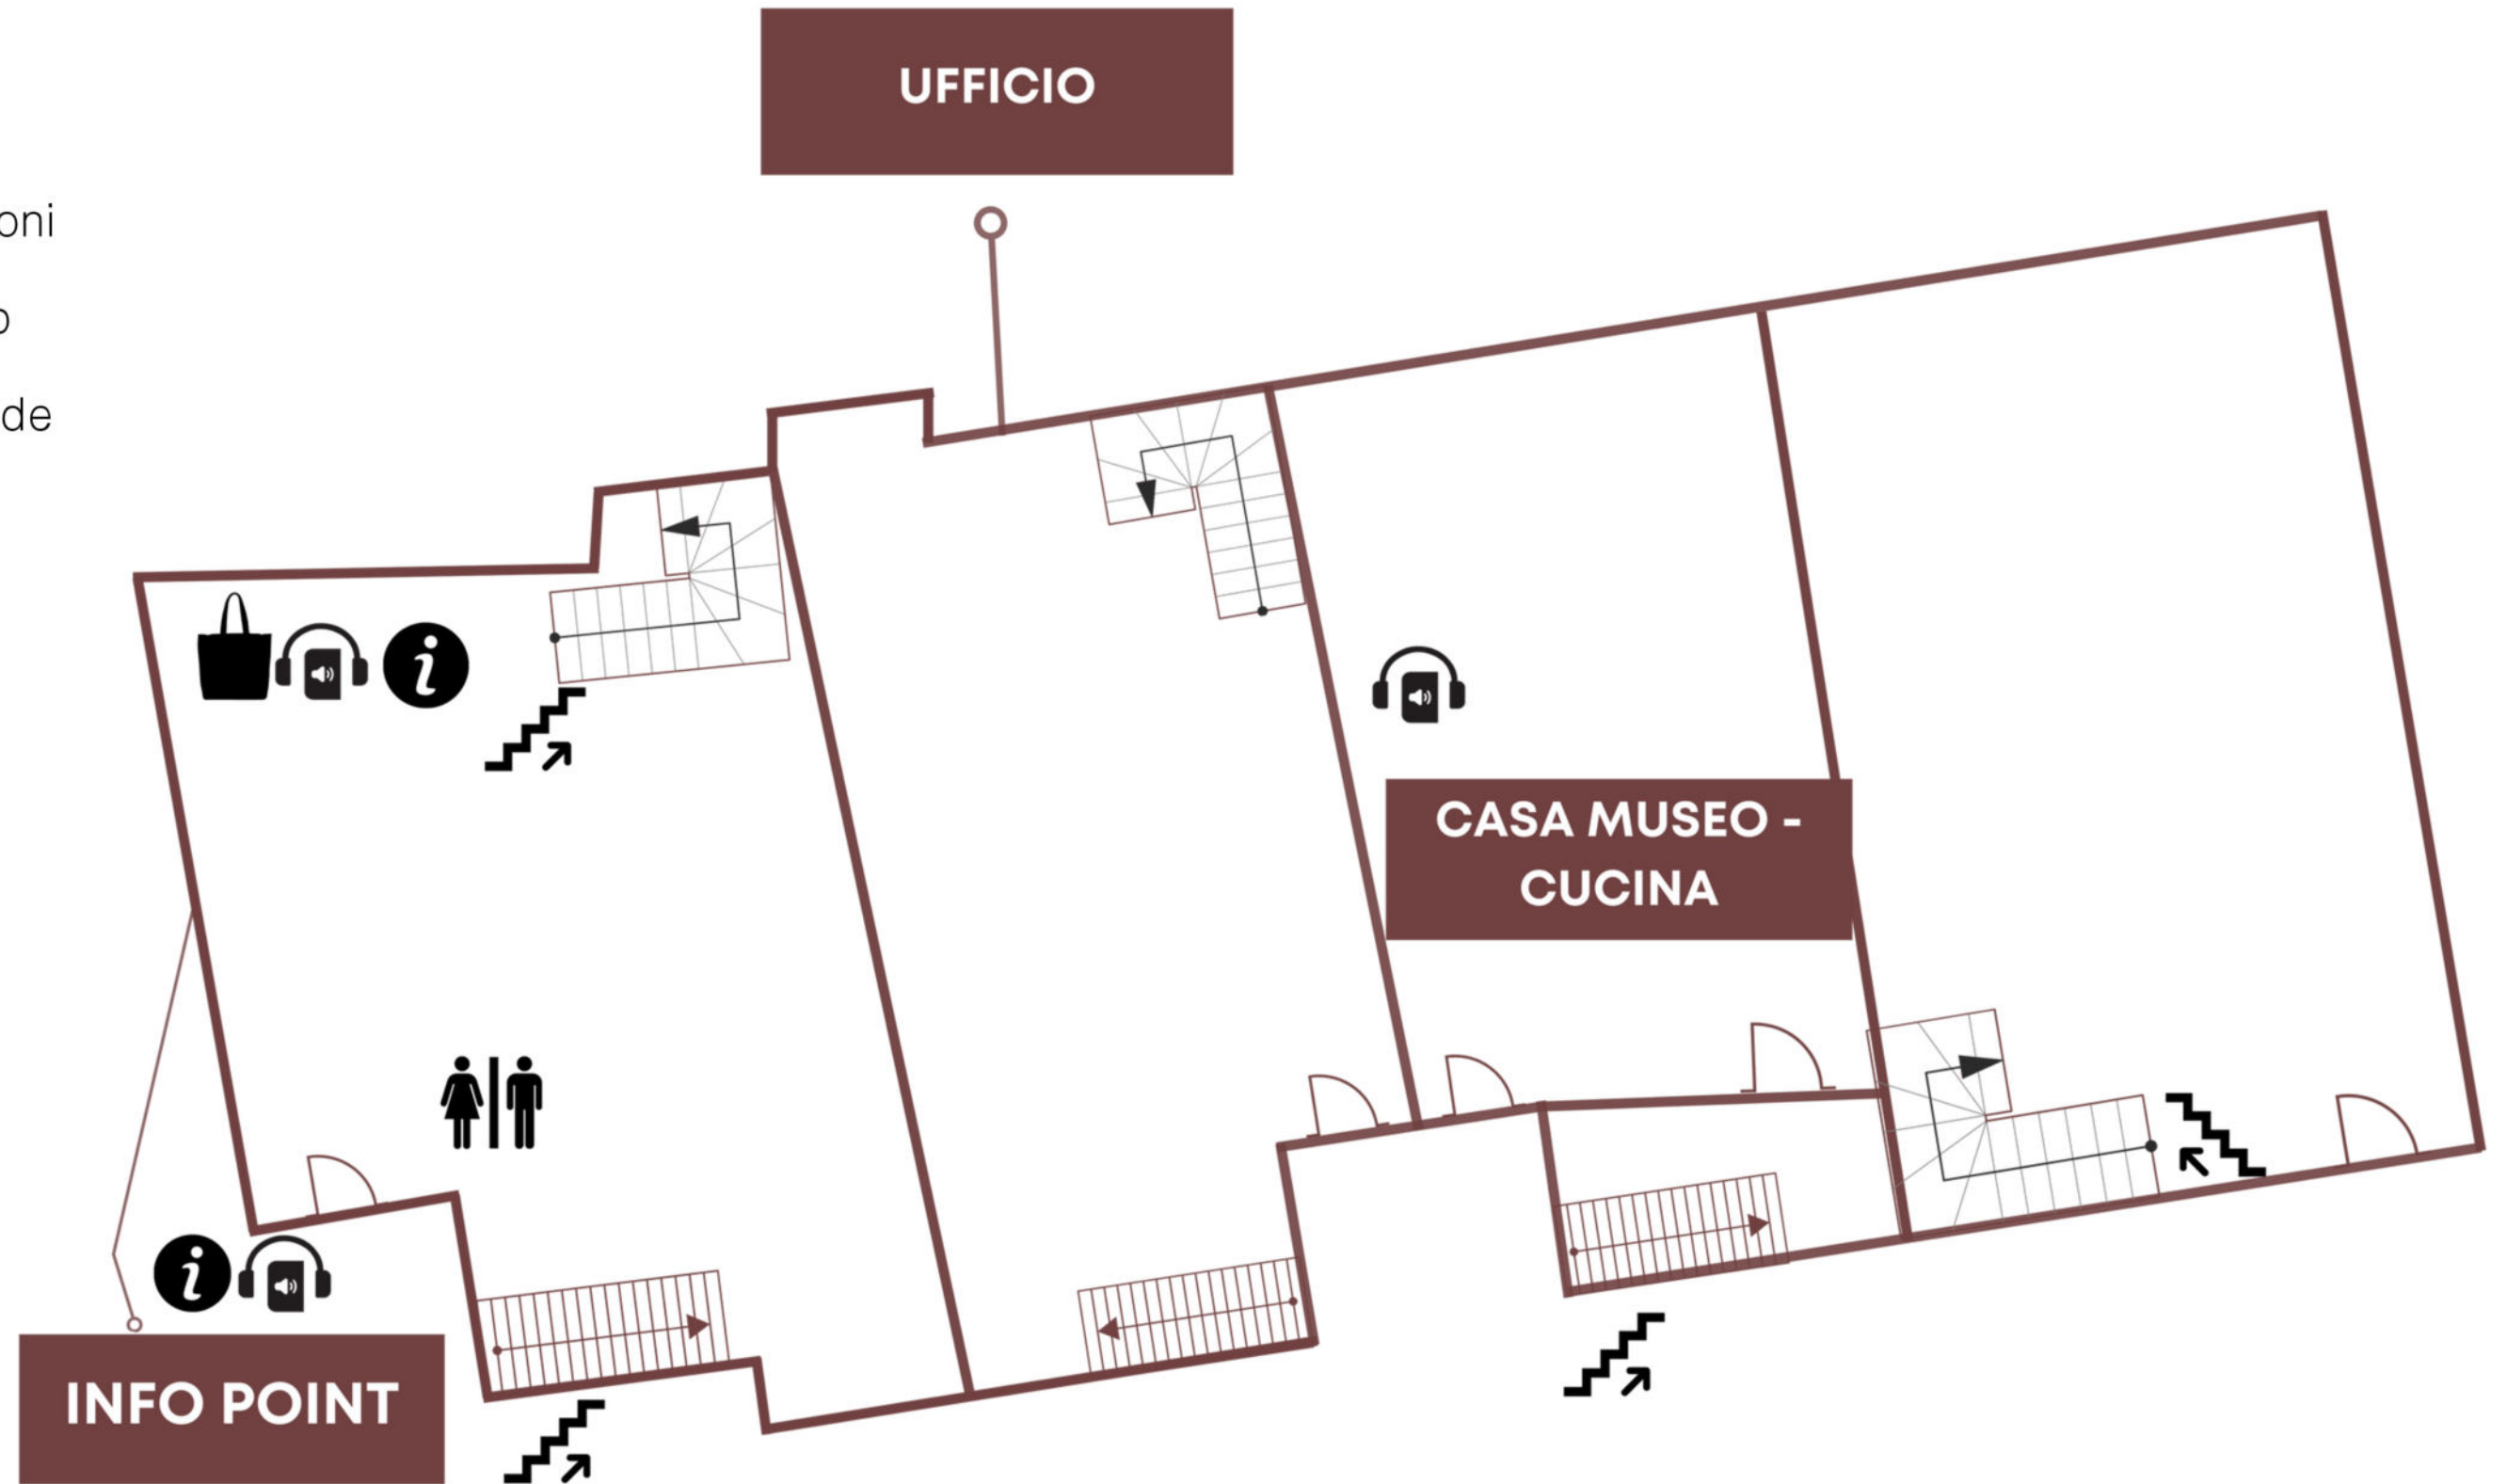 UFFICIO
oni
o
de
CASA MUSEO -
CUCINA
INFO POINT